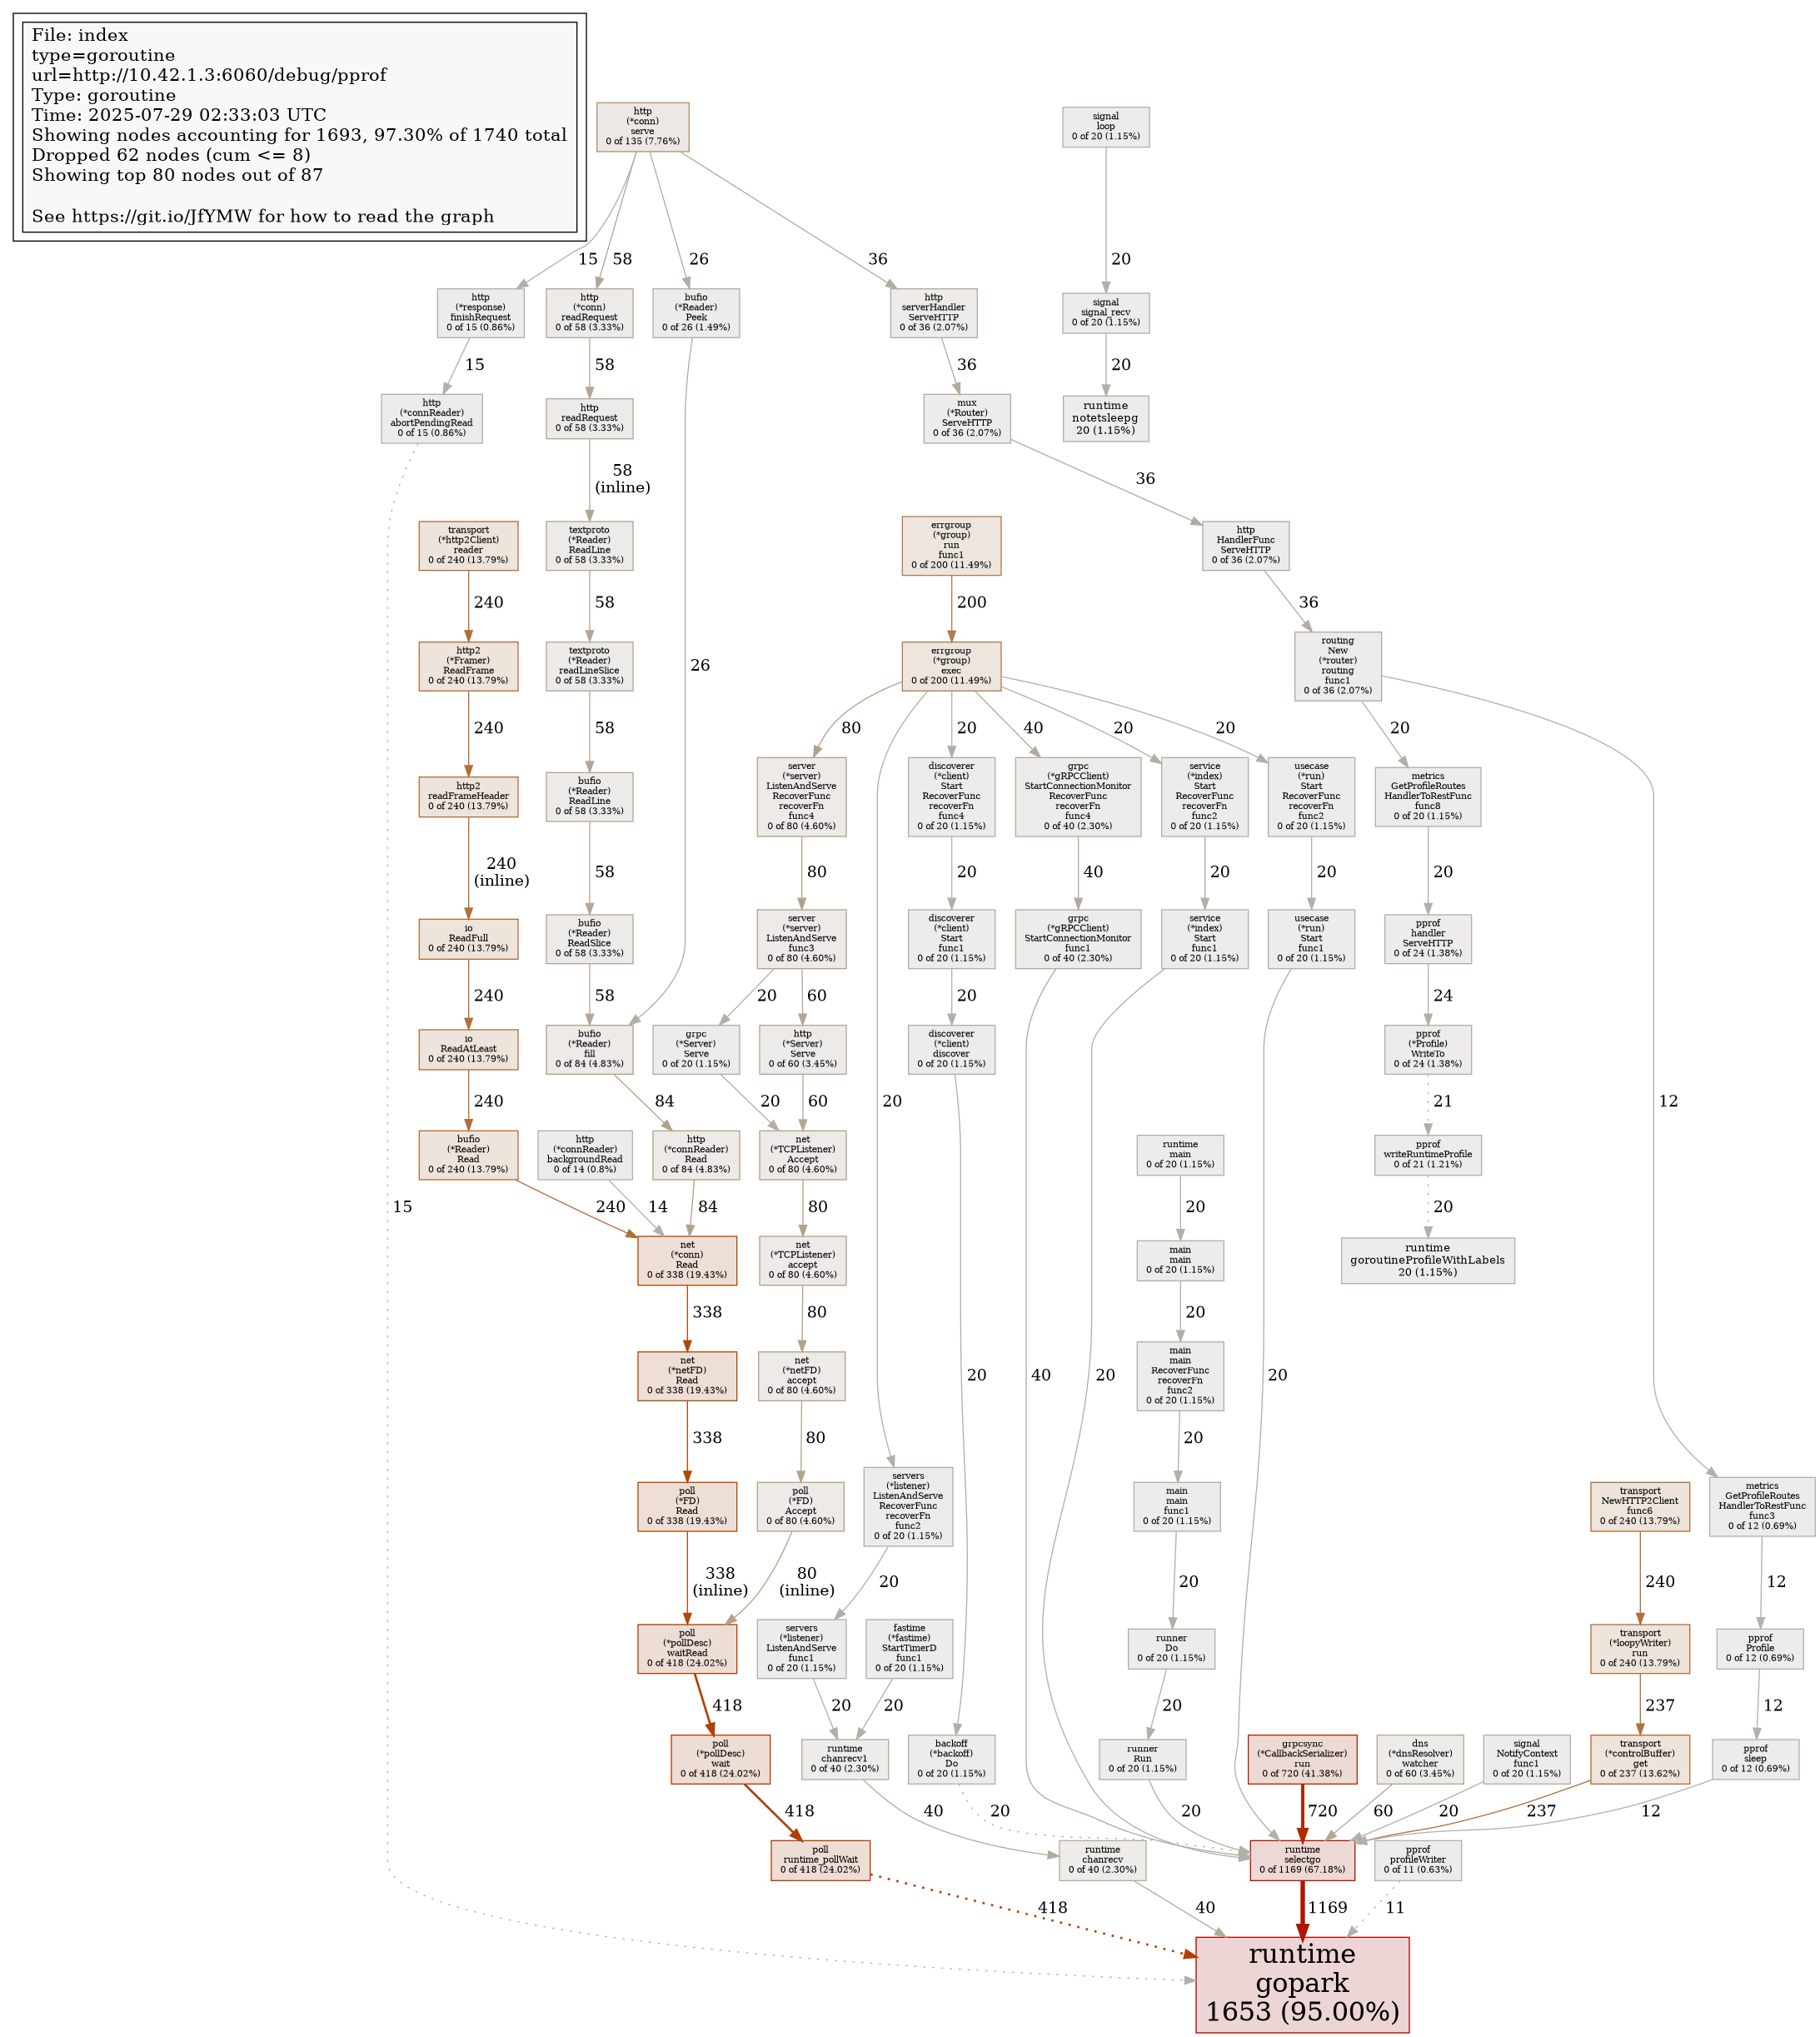 File: index
type=goroutine
url=http://10.42.1.3:6060/debug/pprof
Type: goroutine
Time: 2025-07-29 02:33:03 UTC
Showing nodes accounting for 1693, 97.30% of 1740 total
Dropped 62 nodes (cum <= 8)
Showing top 80 nodes out of 87
See https://git.io/JfYMW for how to read the graph
http
(*conn)
serve
0 of 135 (7.76%)
signal
loop
0 of 20 (1.15%)
15
58
26
36
20
http
(*response)
finishRequest
0 of 15 (0.86%)
http
(*conn)
readRequest
0 of 58 (3.33%)
bufio
(*Reader)
Peek
0 of 26 (1.49%)
http
serverHandler
ServeHTTP
0 of 36 (2.07%)
signal
signal_recv
0 of 20 (1.15%)
15
58
36
20
http
(*connReader)
abortPendingRead
0 of 15 (0.86%)
http
readRequest
0 of 58 (3.33%)
mux
(*Router)
ServeHTTP
0 of 36 (2.07%)
runtime
notetsleepg
20 (1.15%)
58
(inline)
36
transport
(*http2Client)
reader
0 of 240 (13.79%)
textproto
(*Reader)
ReadLine
0 of 58 (3.33%)
errgroup
(*group)
run
func1
0 of 200 (11.49%)
http
HandlerFunc
ServeHTTP
0 of 36 (2.07%)
240
58
200
36
http2
(*Framer)
ReadFrame
0 of 240 (13.79%)
textproto
(*Reader)
readLineSlice
0 of 58 (3.33%)
26
errgroup
(*group)
exec
0 of 200 (11.49%)
routing
New
(*router)
routing
func1
0 of 36 (2.07%)
240
58
80
20
40
20
20
20
http2
readFrameHeader
0 of 240 (13.79%)
bufio
(*Reader)
ReadLine
0 of 58 (3.33%)
server
(*server)
ListenAndServe
RecoverFunc
recoverFn
func4
0 of 80 (4.60%)
discoverer
(*client)
Start
RecoverFunc
recoverFn
func4
0 of 20 (1.15%)
grpc
(*gRPCClient)
StartConnectionMonitor
RecoverFunc
recoverFn
func4
0 of 40 (2.30%)
service
(*index)
Start
RecoverFunc
recoverFn
func2
0 of 20 (1.15%)
usecase
(*run)
Start
RecoverFunc
recoverFn
func2
0 of 20 (1.15%)
metrics
GetProfileRoutes
HandlerToRestFunc
func8
0 of 20 (1.15%)
240
(inline)
58
80
20
40
20
20
20
io
ReadFull
0 of 240 (13.79%)
bufio
(*Reader)
ReadSlice
0 of 58 (3.33%)
server
(*server)
ListenAndServe
func3
0 of 80 (4.60%)
discoverer
(*client)
Start
func1
0 of 20 (1.15%)
grpc
(*gRPCClient)
StartConnectionMonitor
func1
0 of 40 (2.30%)
service
(*index)
Start
func1
0 of 20 (1.15%)
usecase
(*run)
Start
func1
0 of 20 (1.15%)
pprof
handler
ServeHTTP
0 of 24 (1.38%)
240
58
20
60
20
24
io
ReadAtLeast
0 of 240 (13.79%)
bufio
(*Reader)
fill
0 of 84 (4.83%)
grpc
(*Server)
Serve
0 of 20 (1.15%)
http
(*Server)
Serve
0 of 60 (3.45%)
discoverer
(*client)
discover
0 of 20 (1.15%)
pprof
(*Profile)
WriteTo
0 of 24 (1.38%)
240
84
20
60
20
21
12
bufio
(*Reader)
Read
0 of 240 (13.79%)
http
(*connReader)
backgroundRead
0 of 14 (0.8%)
http
(*connReader)
Read
0 of 84 (4.83%)
net
(*TCPListener)
Accept
0 of 80 (4.60%)
runtime
main
0 of 20 (1.15%)
pprof
writeRuntimeProfile
0 of 21 (1.21%)
15
240
14
84
80
20
20
net
(*conn)
Read
0 of 338 (19.43%)
net
(*TCPListener)
accept
0 of 80 (4.60%)
main
main
0 of 20 (1.15%)
runtime
goroutineProfileWithLabels
20 (1.15%)
338
80
20
net
(*netFD)
Read
0 of 338 (19.43%)
net
(*netFD)
accept
0 of 80 (4.60%)
20
40
20
main
main
RecoverFunc
recoverFn
func2
0 of 20 (1.15%)
20
338
80
20
poll
(*FD)
Read
0 of 338 (19.43%)
poll
(*FD)
Accept
0 of 80 (4.60%)
servers
(*listener)
ListenAndServe
RecoverFunc
recoverFn
func2
0 of 20 (1.15%)
main
main
func1
0 of 20 (1.15%)
transport
NewHTTP2Client
func6
0 of 240 (13.79%)
metrics
GetProfileRoutes
HandlerToRestFunc
func3
0 of 12 (0.69%)
338
(inline)
80
(inline)
20
20
240
12
poll
(*pollDesc)
waitRead
0 of 418 (24.02%)
servers
(*listener)
ListenAndServe
func1
0 of 20 (1.15%)
fastime
(*fastime)
StartTimerD
func1
0 of 20 (1.15%)
runner
Do
0 of 20 (1.15%)
transport
(*loopyWriter)
run
0 of 240 (13.79%)
pprof
Profile
0 of 12 (0.69%)
418
20
20
20
237
12
poll
(*pollDesc)
wait
0 of 418 (24.02%)
runtime
chanrecv1
0 of 40 (2.30%)
backoff
(*backoff)
Do
0 of 20 (1.15%)
runner
Run
0 of 20 (1.15%)
grpcsync
(*CallbackSerializer)
run
0 of 720 (41.38%)
dns
(*dnsResolver)
watcher
0 of 60 (3.45%)
signal
NotifyContext
func1
0 of 20 (1.15%)
transport
(*controlBuffer)
get
0 of 237 (13.62%)
pprof
sleep
0 of 12 (0.69%)
418
40
20
20
720
60
20
237
12
poll
runtime_pollWait
0 of 418 (24.02%)
runtime
chanrecv
0 of 40 (2.30%)
runtime
selectgo
0 of 1169 (67.18%)
pprof
profileWriter
0 of 11 (0.63%)
418
40
1169
11
runtime
gopark
1653 (95.00%)